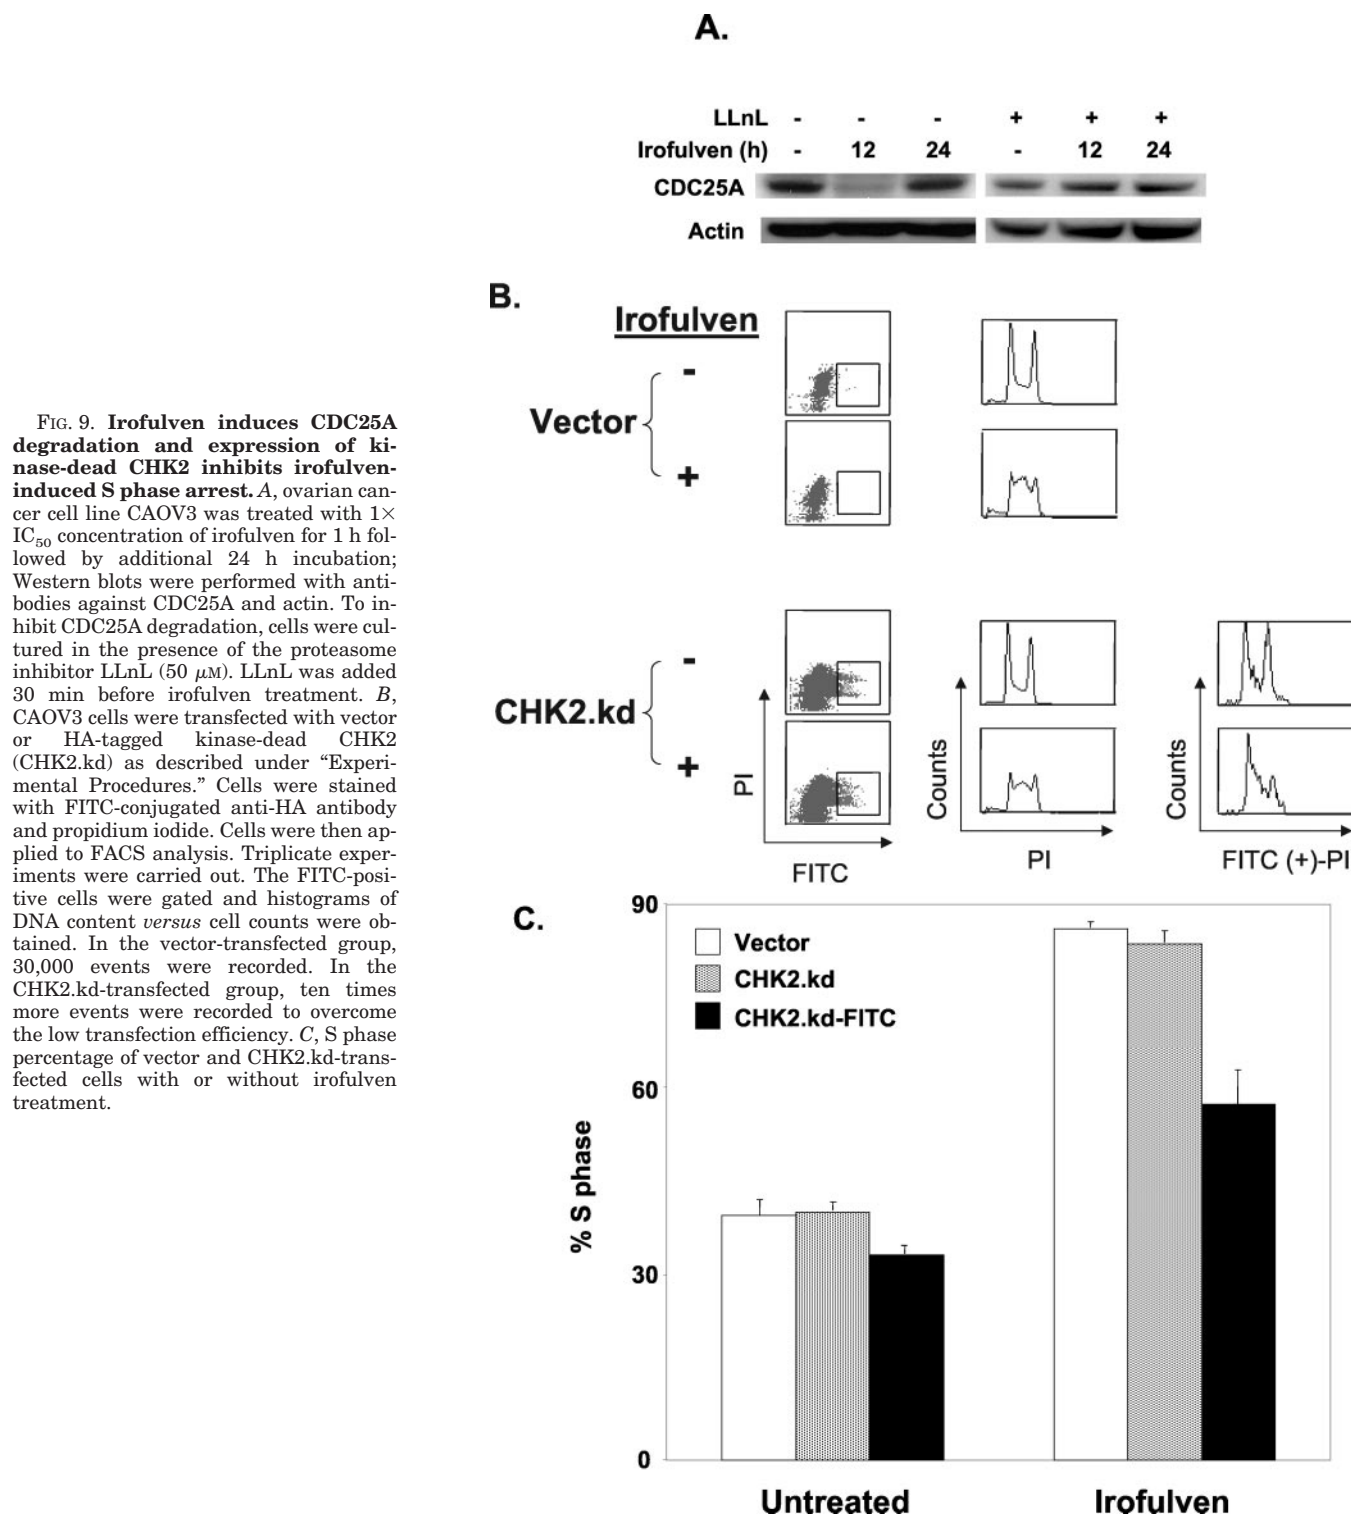 A.
LLnL - - - + + +
Irofulven (h) - 12 24 - 12 24
CDC25A
Actin
B.
Irofulven
-
Vector
+
-
CHK2.kd
+
PI
FITC
Counts
PI
Counts
FITC (+)-PI
FIG. 9. Irofulven induces CDC25A
degradation and expression of ki-
nase-dead CHK2 inhibits irofulven-
induced S phase arrest. A, ovarian can-
cer cell line CAOV3 was treated with 1×
IC50 concentration of irofulven for 1 h fol-
lowed by additional 24 h incubation;
Western blots were performed with anti-
bodies against CDC25A and actin. To in-
hibit CDC25A degradation, cells were cul-
tured in the presence of the proteasome
inhibitor LLnL (50 μM). LLnL was added
30 min before irofulven treatment. B,
CAOV3 cells were transfected with vector
or HA-tagged kinase-dead CHK2
(CHK2.kd) as described under “Experi-
mental Procedures.” Cells were stained
with FITC-conjugated anti-HA antibody
and propidium iodide. Cells were then ap-
plied to FACS analysis. Triplicate exper-
iments were carried out. The FITC-posi-
tive cells were gated and histograms of
DNA content versus cell counts were ob-
tained. In the vector-transfected group,
30,000 events were recorded. In the
CHK2.kd-transfected group, ten times
more events were recorded to overcome
the low transfection efficiency. C, S phase
percentage of vector and CHK2.kd-trans-
fected cells with or without irofulven
treatment.
C.
90
60
30
0
% S phase
Vector
CHK2.kd
CHK2.kd-FITC
Untreated
Irofulven